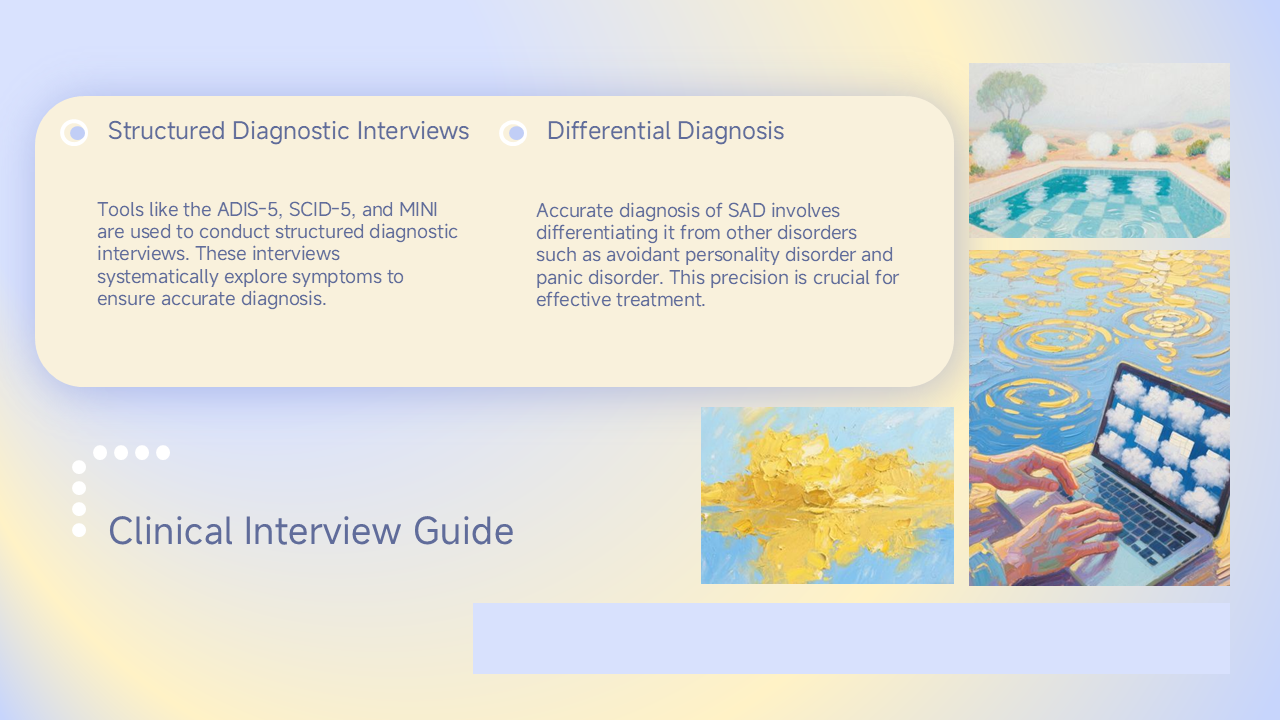 Structured Diagnostic Interviews
Tools like the ADIS-5, SCID-5, and MINI
are used to conduct structured diagnostic
interviews. These interviews
systematically explore symptoms to
ensure accurate diagnosis.
Differential Diagnosis
Accurate diagnosis of SAD involves
differentiating it from other disorders
such as avoidant personality disorder and
panic disorder. This precision is crucial for
effective treatment.
Clinical Interview Guide